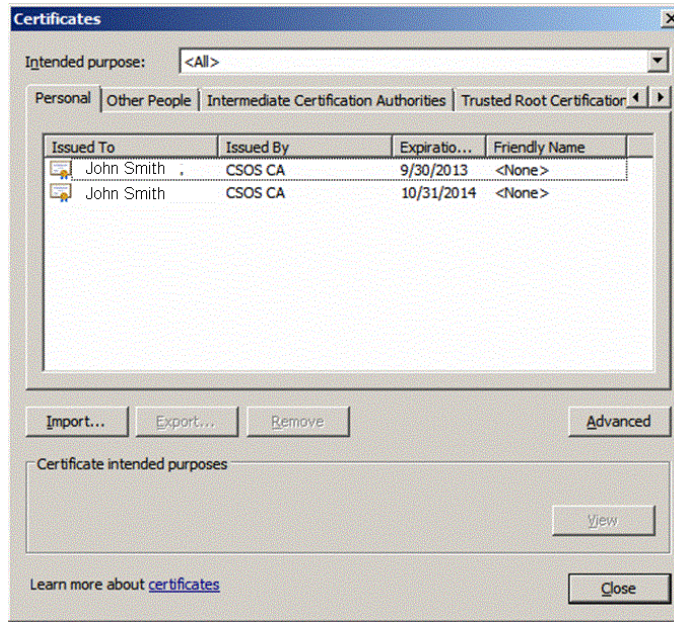 Certificates
Intended purpose: <All>
Personal Other People Intermediate Certification Authorities Trusted Root Certification
Issued To Issued By Expiratio... Friendly Name
John Smith CSOS CA 9/30/2013 <None>
John Smith CSOS CA 10/31/2014 <None>
Import... Export... Remove Advanced
Certificate intended purposes
View
Learn more about certificates Close